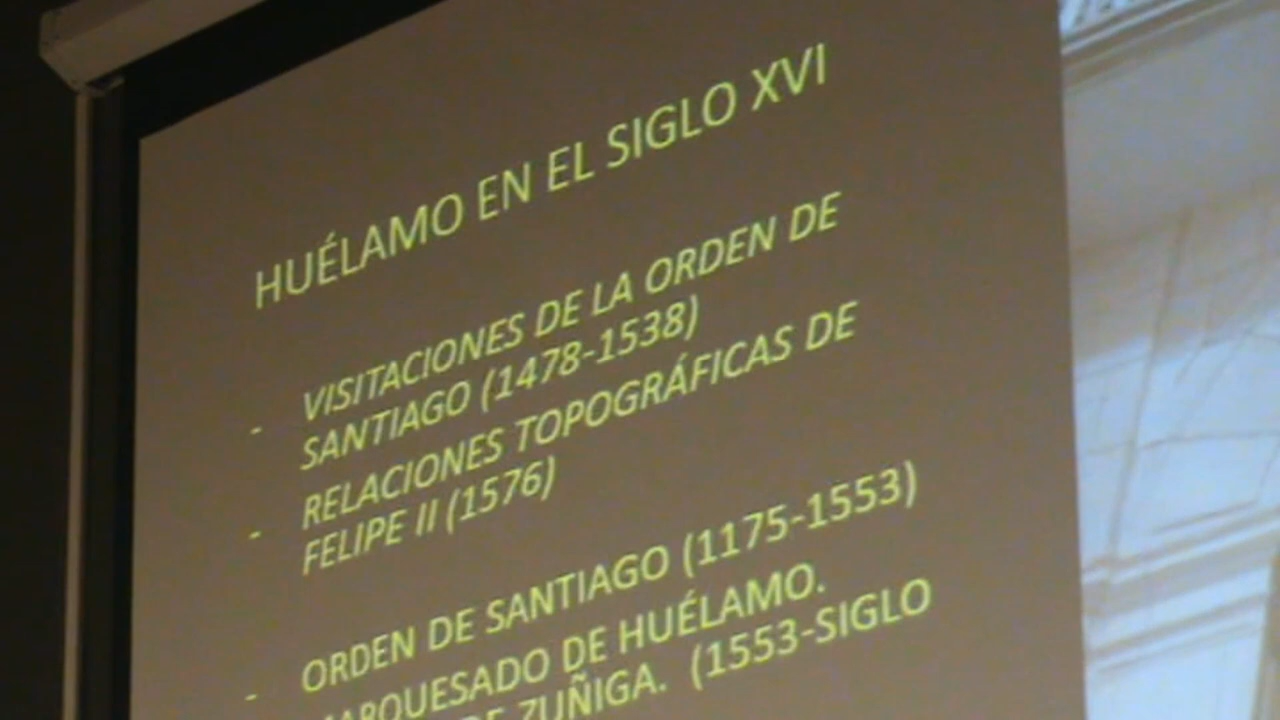 HUÉLAMO EN EL SIGLO XVI
- VISITACIONES DE LA ORDEN DE
SANTIAGO (1478-1538)
- RELACIONES TOPOGRÁFICAS DE
FELIPE II (1576)
- ORDEN DE SANTIAGO (1175-1553)
MARQUESADO DE HUÉLAMO.
DE ZUÑIGA. (1553-SIGLO